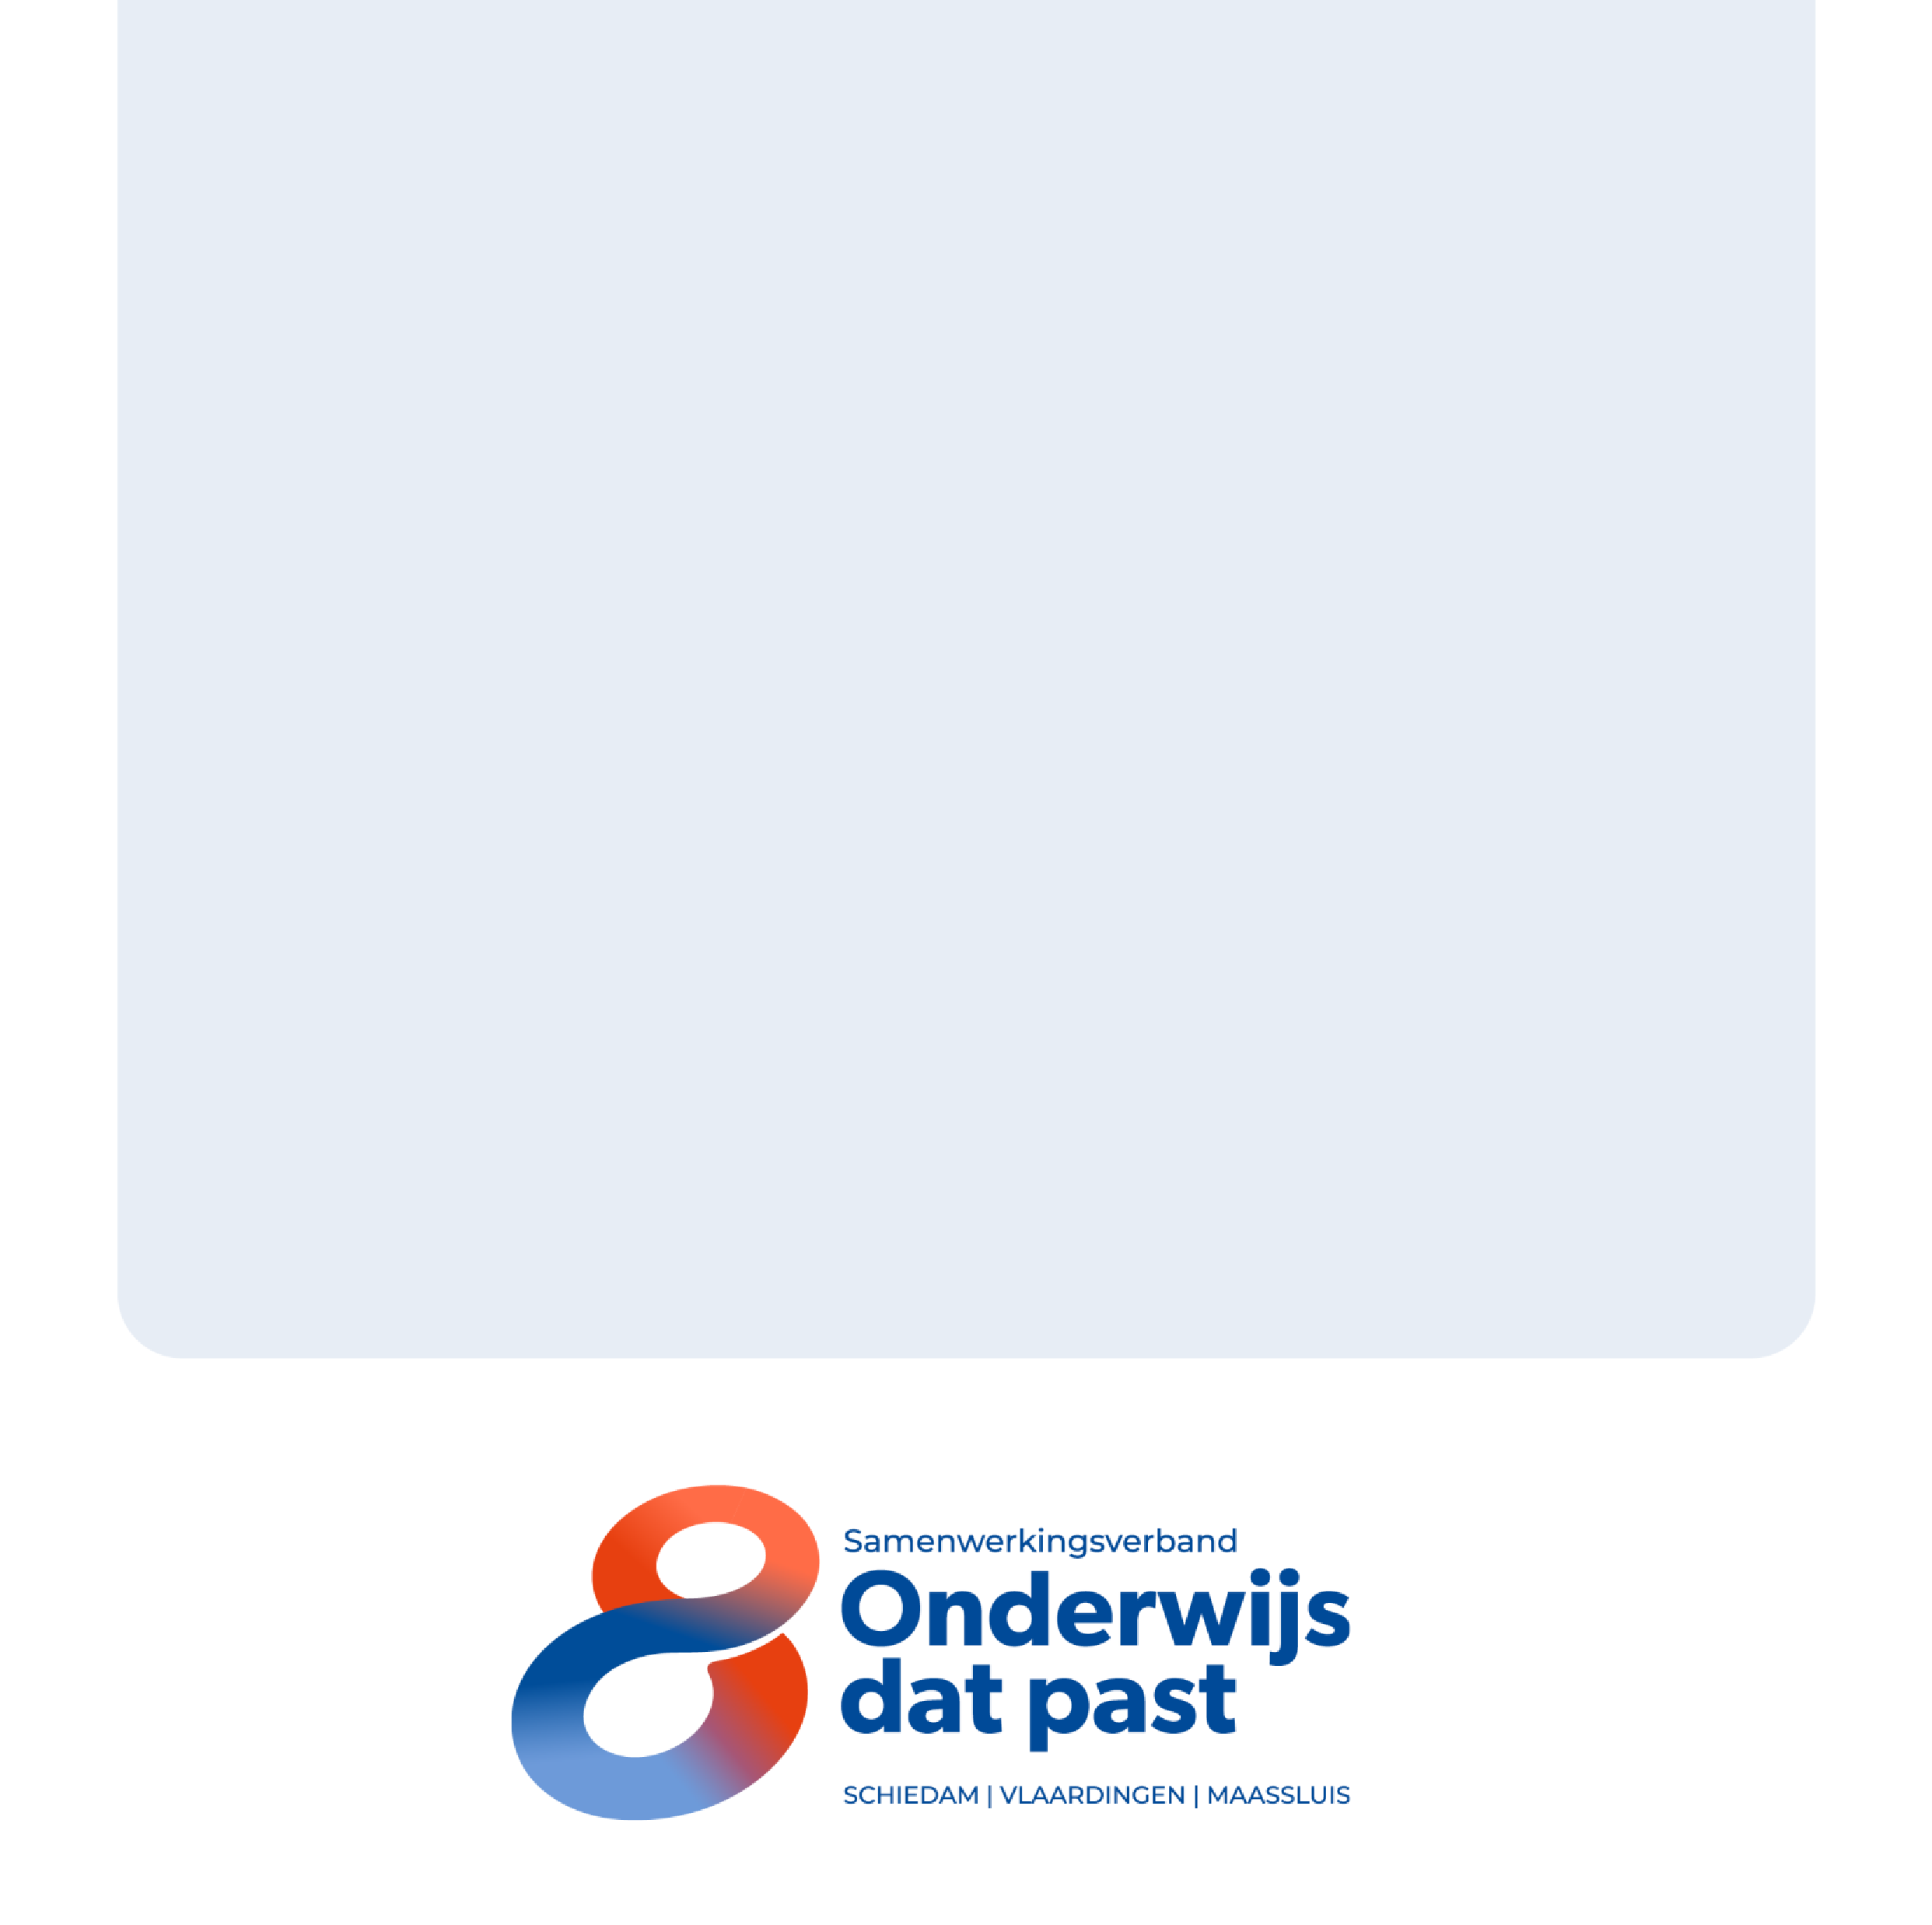 Samenwerkingsverband
Onderwijs
dat past
SCHIEDAM | VLAARDINGEN | MAASSLUIS